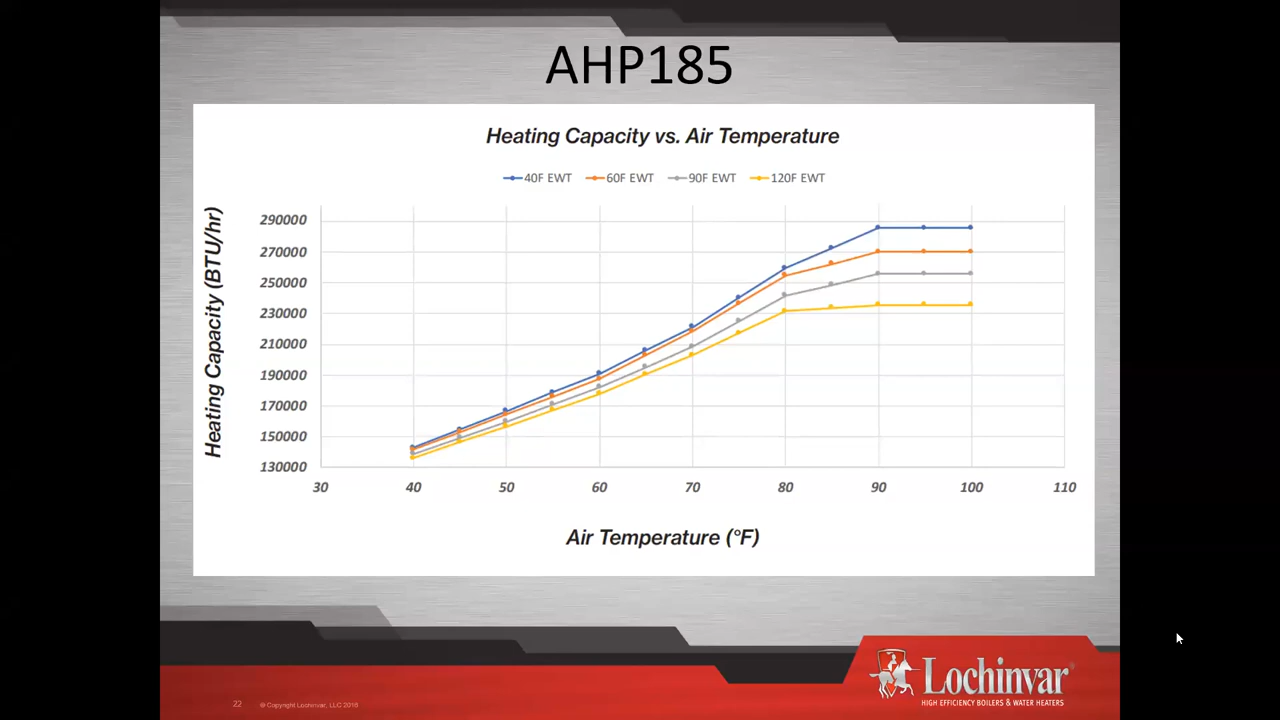 AHP185
Heating Capacity vs. Air Temperature
40F EWT 60F EWT 90F EWT 120F EWT
Heating Capacity (BTU/hr)
290000
270000
250000
230000
210000
190000
170000
150000
130000
30 40 50 60 70 80 90 100 110
Air Temperature (°F)
Lochinvar®
HIGH EFFICIENCY BOILERS & WATER HEATERS
22 © Copyright Lochinvar, LLC 2016